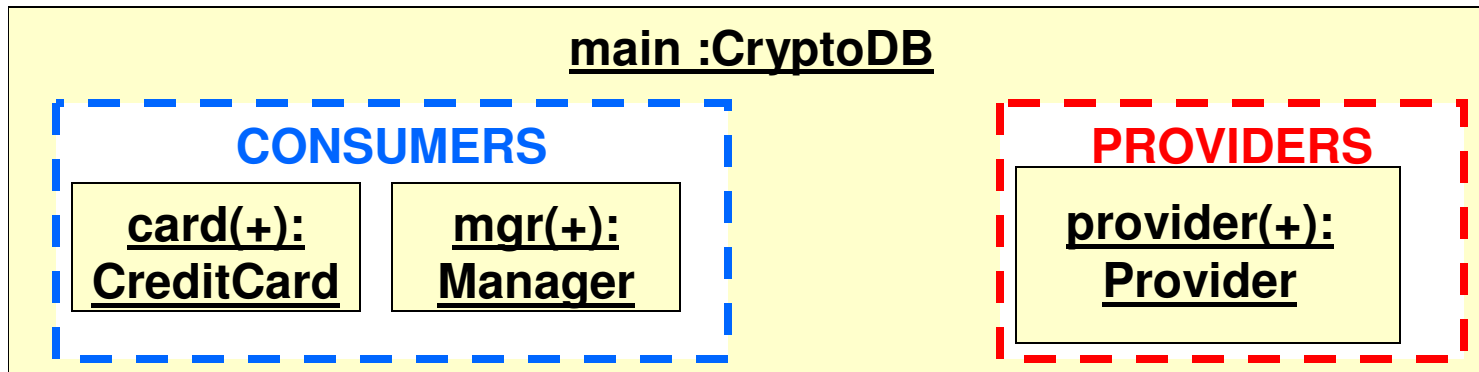 main :CryptoDB
CONSUMERS
card(+):
CreditCard
mgr(+):
Manager
PROVIDERS
provider(+):
Provider